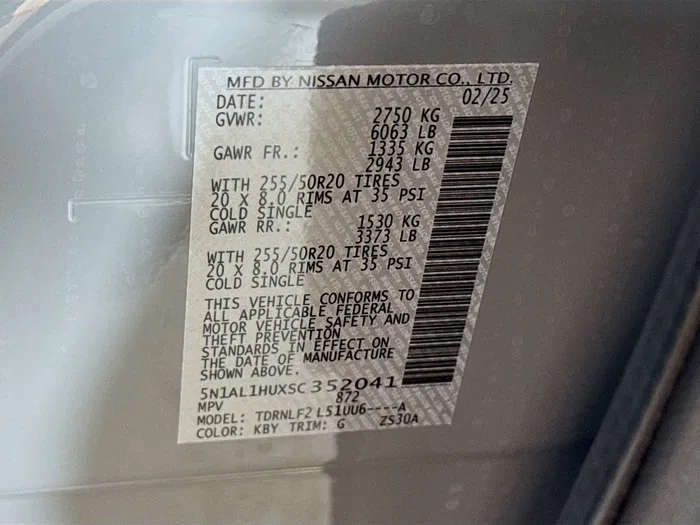 MFD BY NISSAN MOTOR CO., LTD.
DATE: 02/25
GVWR: 2750 KG
6063 LB
GAWR FR.: 1335 KG
2943 LB
WITH 255/50R20 TIRES
20 X 8.0 RIMS AT 35 PSI
COLD SINGLE
GAWR RR.: 1530 KG
3373 LB
WITH 255/50R20 TIRES
20 X 8.0 RIMS AT 35 PSI
COLD SINGLE
THIS VEHICLE CONFORMS TO
ALL APPLICABLE FEDERAL
MOTOR VEHICLE SAFETY AND
THEFT PREVENTION
STANDARDS IN EFFECT ON
THE DATE OF MANUFACTURE
SHOWN ABOVE.
5N1AL1HUXSC352041
MPV 872
MODEL: TDRNLF2 L51UU6----A
COLOR: KBY TRIM: G ZS30A